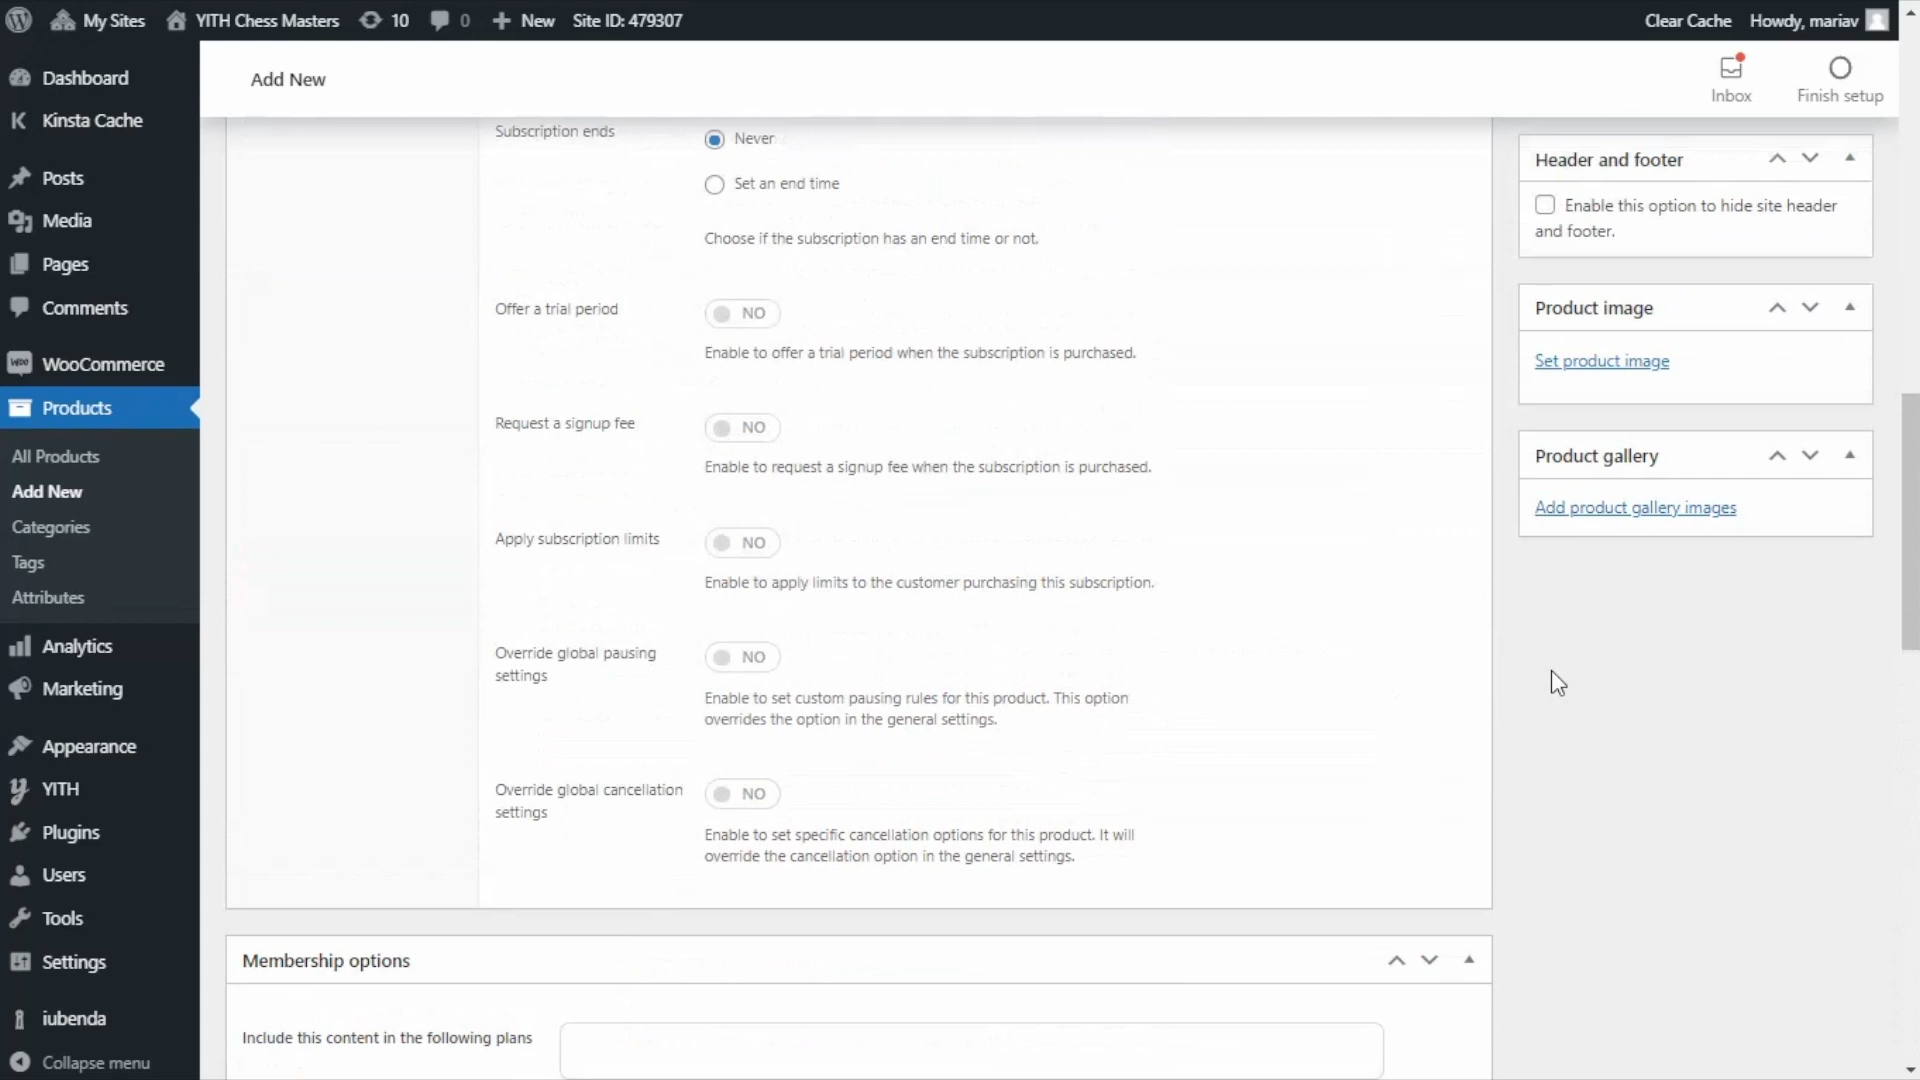 My Sites
YITH Chess Masters
10
0
New
Site ID: 479307
Clear Cache
Howdy, mariav
Dashboard
Kinsta Cache
Posts
Media
Pages
Comments
WooCommerce
Products
All Products
Add New
Categories
Tags
Attributes
Analytics
Marketing
Appearance
YITH
Plugins
Users
Tools
Settings
iubenda
Collapse menu
Add New
Inbox
Finish setup
Subscription ends
Never
Set an end time
Choose if the subscription has an end time or not.
Offer a trial period
NO
Enable to offer a trial period when the subscription is purchased.
Request a signup fee
NO
Enable to request a signup fee when the subscription is purchased.
Apply subscription limits
NO
Enable to apply limits to the customer purchasing this subscription.
Override global pausing
settings
NO
Enable to set custom pausing rules for this product. This option
overrides the option in the general settings.
Override global cancellation
settings
NO
Enable to set specific cancellation options for this product. It will
override the cancellation option in the general settings.
Membership options
Include this content in the following plans
Header and footer
Enable this option to hide site header
and footer.
Product image
Set product image
Product gallery
Add product gallery images